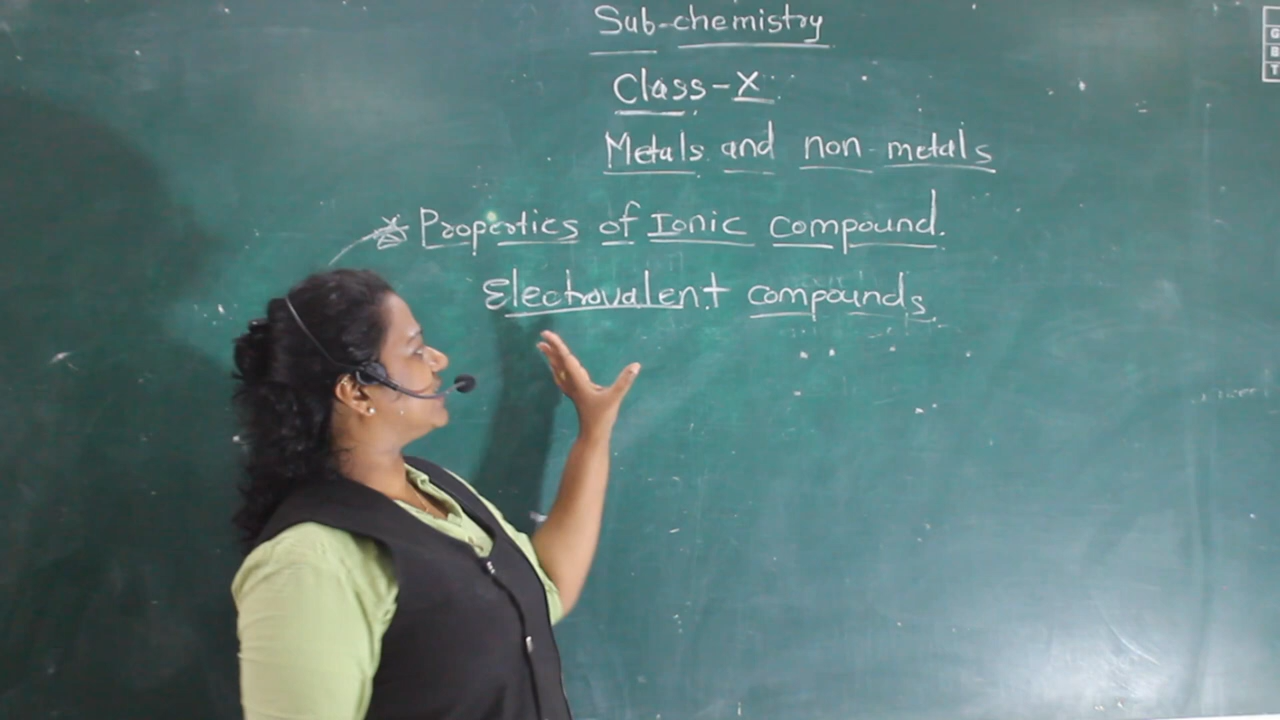 Sub-chemistry
Class-X
Metals and non-metals
Properties of Ionic compound.
Electrovalent compounds
G
B
T